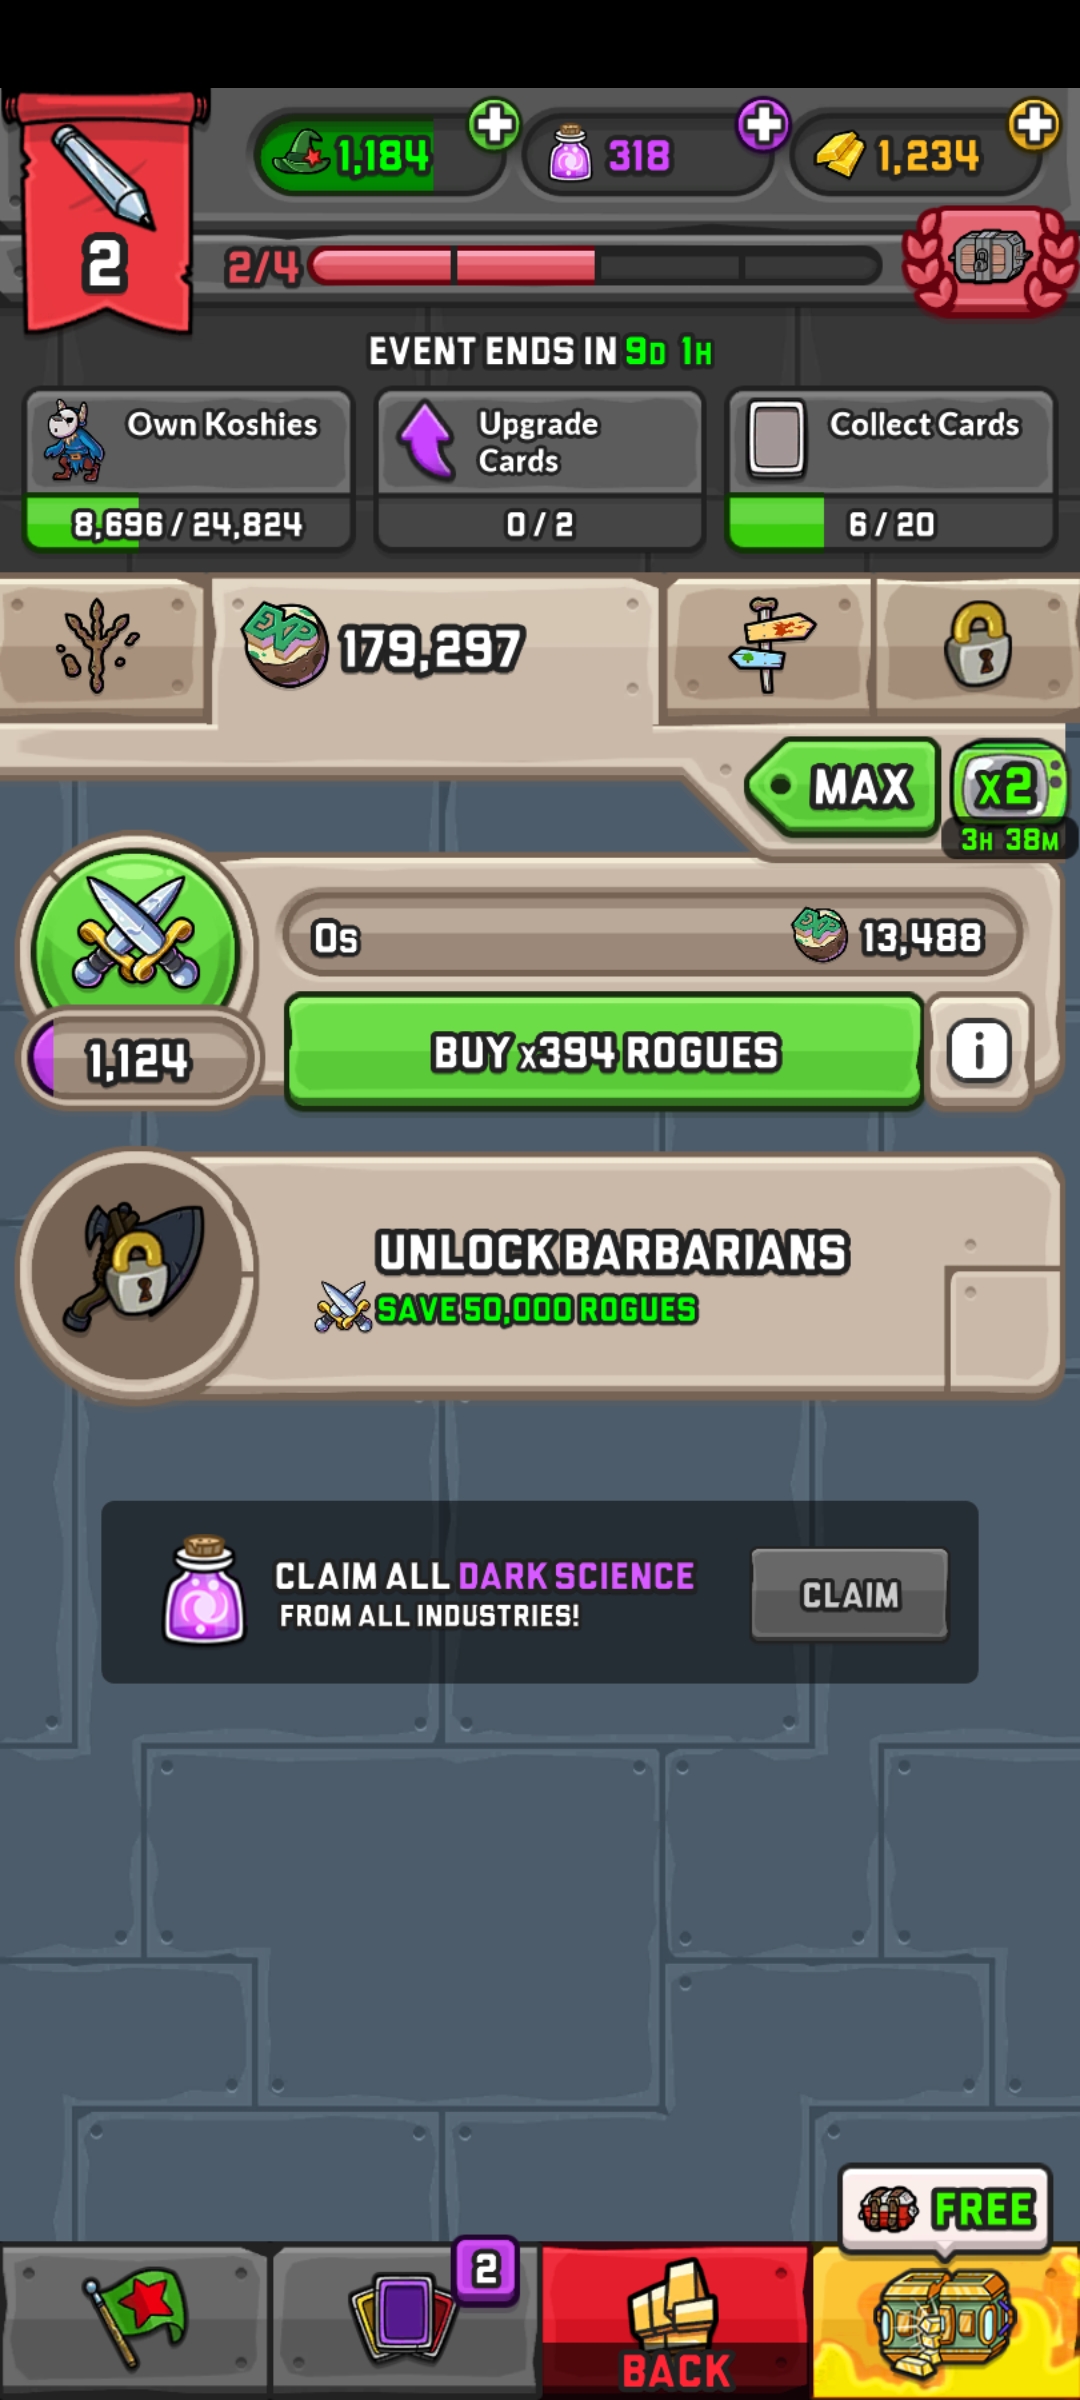 1,184
318
1,234
2
2/4
EVENT ENDS IN 9D 1H
Own Koshies
Upgrade
Cards
Collect Cards
8,696 / 24,824
0 / 2
6 / 20
EXP
179,297
MAX
x2
3H 38M
0s
EXP
13,488
1,124
BUY x394 ROGUES
i
UNLOCK BARBARIANS
SAVE 50,000 ROGUES
CLAIM ALL DARK SCIENCE
FROM ALL INDUSTRIES!
CLAIM
FREE
2
BACK